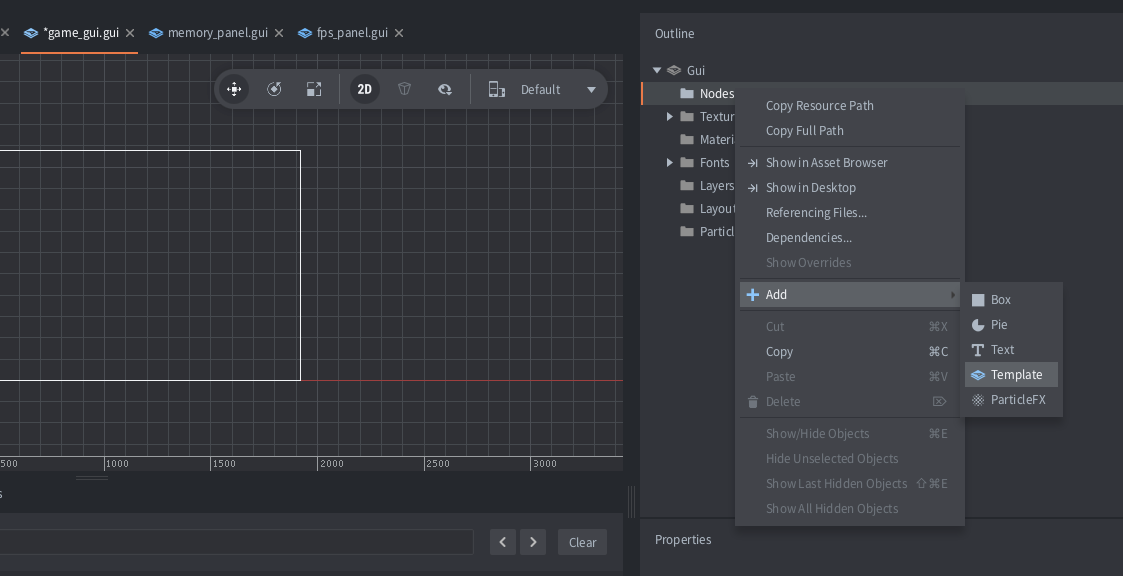 *game_gui.gui
memory_panel.gui
fps_panel.gui
2D
Default
500
1000
1500
2000
2500
3000
s
Clear
Outline
Gui
Nodes
Textur
Materi
Fonts
Layers
Layout
Particl
Copy Resource Path
Copy Full Path
Show in Asset Browser
Show in Desktop
Referencing Files...
Dependencies...
Show Overrides
Add
Cut ⌘X
Copy ⌘C
Paste ⌘V
Delete ⌦
Show/Hide Objects ⌘E
Hide Unselected Objects
Show Last Hidden Objects ⇧⌘E
Show All Hidden Objects
Box
Pie
Text
Template
ParticleFX
Properties